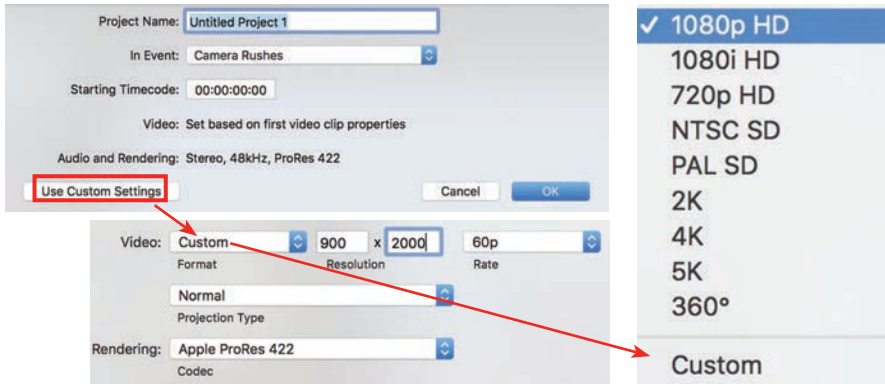 Project Name: Untitled Project 1
In Event: Camera Rushes
Starting Timecode: 00:00:00:00
Video: Set based on first video clip properties
Audio and Rendering: Stereo, 48kHz, ProRes 422
Use Custom Settings Cancel OK
Video: Custom 900 x 2000 60p
Format Resolution Rate
Normal
Projection Type
Rendering: Apple ProRes 422
Codec
✓ 1080p HD
1080i HD
720p HD
NTSC SD
PAL SD
2K
4K
5K
360°
Custom